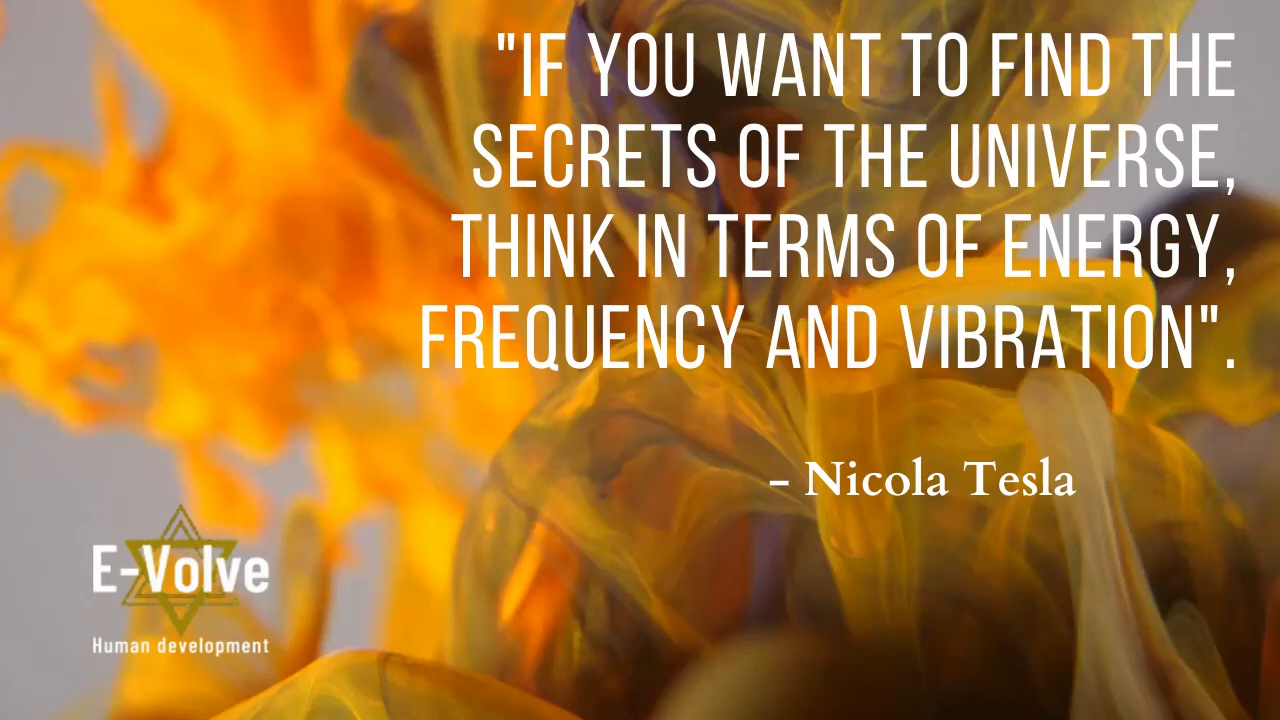 "IF YOU WANT TO FIND THE
SECRETS OF THE UNIVERSE,
THINK IN TERMS OF ENERGY,
FREQUENCY AND VIBRATION".
- Nicola Tesla
E-Volve
Human development